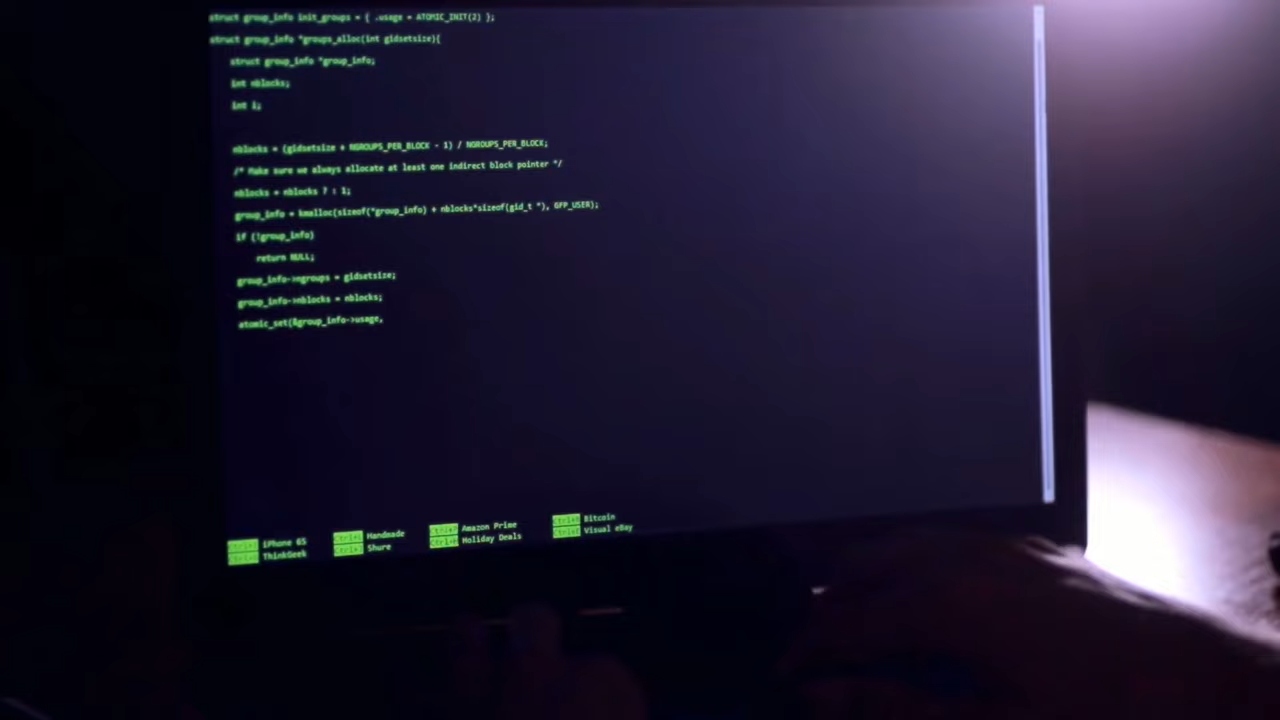 struct group_info init_groups = { .usage = ATOMIC_INIT(2) };
struct group_info *groups_alloc(int gidsetsize){
struct group_info *group_info;
int nblocks;
int i;
nblocks = (gidsetsize + NGROUPS_PER_BLOCK - 1) / NGROUPS_PER_BLOCK;
/* Make sure we always allocate at least one indirect block pointer */
nblocks = nblocks ? : 1;
group_info = kmalloc(sizeof(*group_info) + nblocks*sizeof(gid_t *), GFP_USER);
if (!group_info)
return NULL;
group_info->ngroups = gidsetsize;
group_info->nblocks = nblocks;
atomic_set(&group_info->usage,
iPhone 6S Handmade Amazon Prime Bitcoin
ThinkGeek Shure Holiday Deals Visual eBay